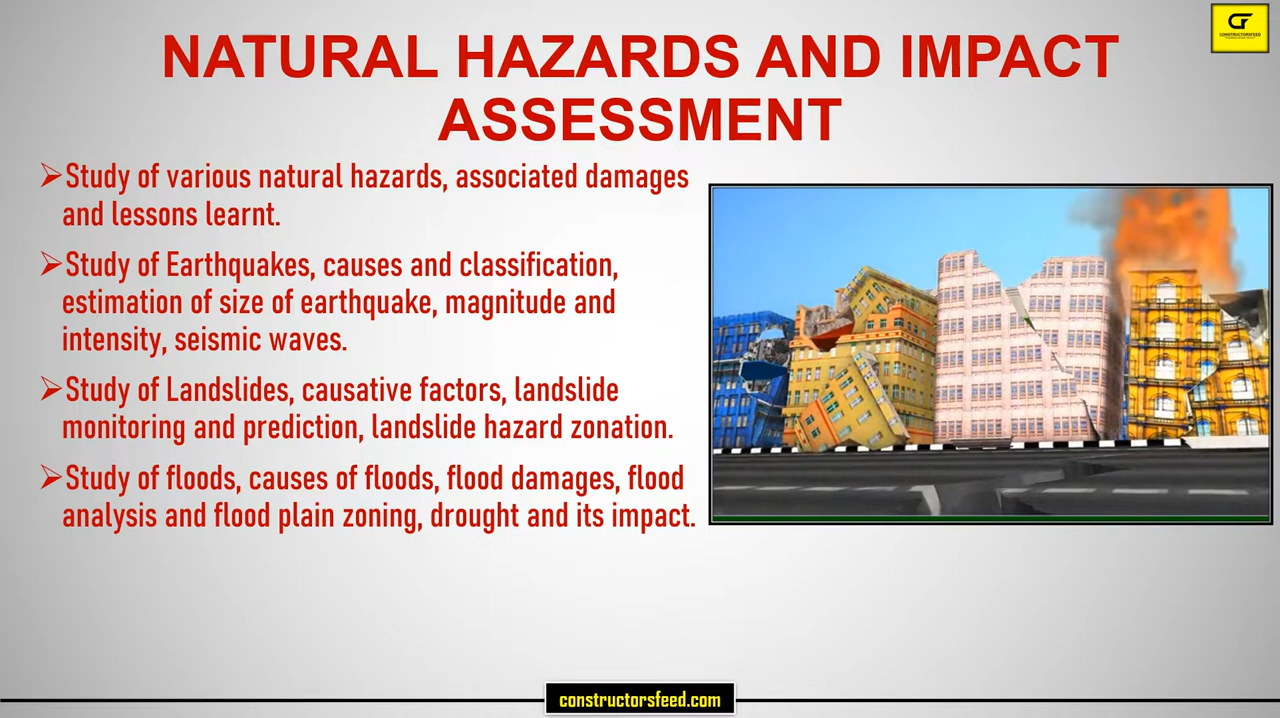 CF
CONSTRUCTORSFEED
NATURAL HAZARDS AND IMPACT
ASSESSMENT
➢Study of various natural hazards, associated damages
and lessons learnt.
➢Study of Earthquakes, causes and classification,
estimation of size of earthquake, magnitude and
intensity, seismic waves.
➢Study of Landslides, causative factors, landslide
monitoring and prediction, landslide hazard zonation.
➢Study of floods, causes of floods, flood damages, flood
analysis and flood plain zoning, drought and its impact.
constructorsfeed.com